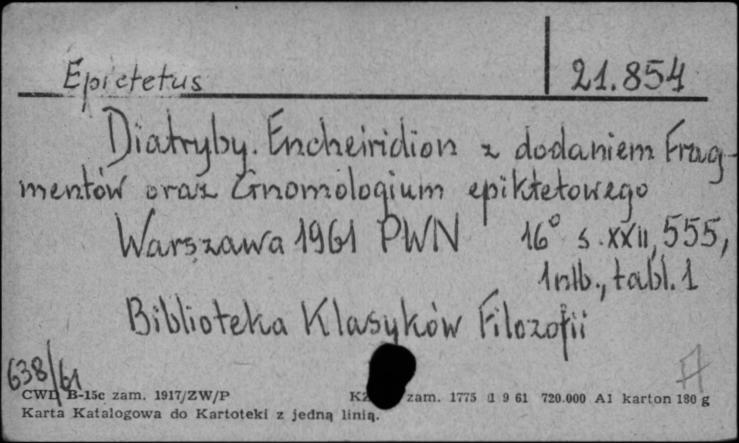 Epictetus
21.854
Diatryby. Encheiridion z dodaniem Frag-
mentów oraz Gnomologium epiktetowego
Warszawa 1961 PWN 16° s. XXII, 555,
1 nlb., tabl. 1
Biblioteka Klasyków Filozofii
638/61
CWD B-15c zam. 1917/ZW/P zam. 1775 9 61 720.000 A1 karton 180 g
Karta Katalogowa do Kartoteki z jedną linią.